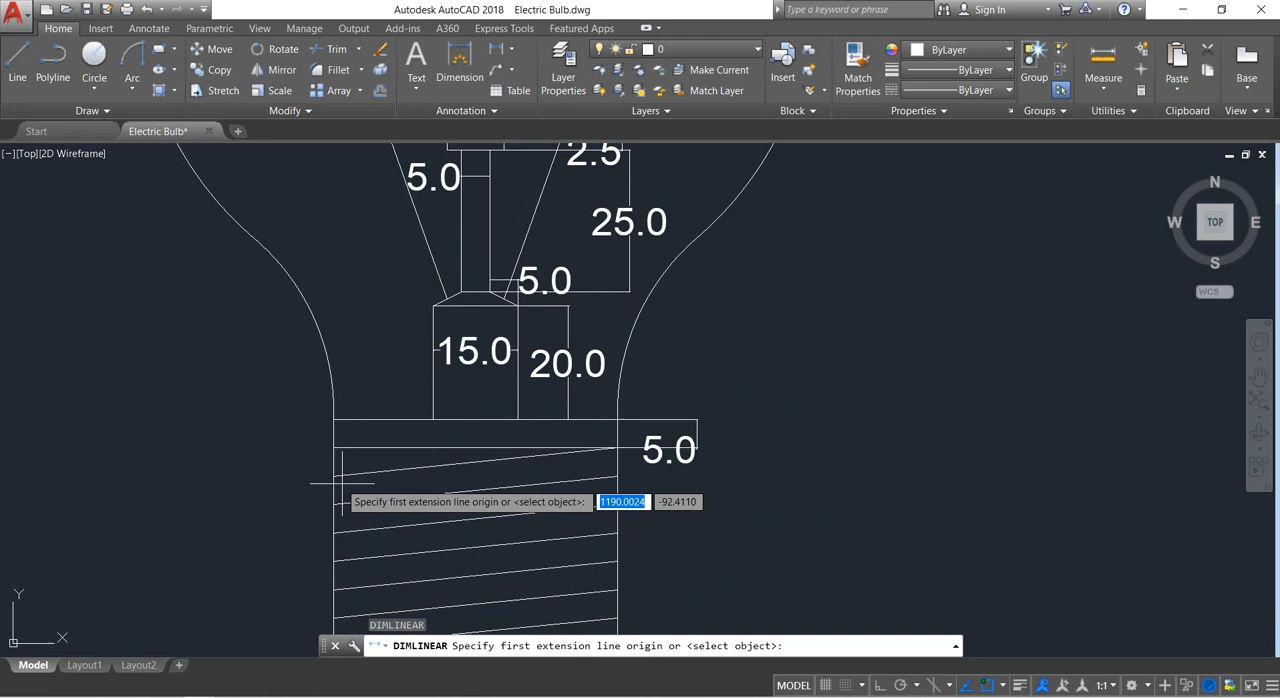 Autodesk AutoCAD 2018 Electric Bulb.dwg
Type a keyword or phrase
Sign In
Home Insert Annotate Parametric View Manage Output Add-ins A360 Express Tools Featured Apps
Line Polyline Circle Arc
Move Rotate Trim
Copy Mirror Fillet
Stretch Scale Array
Text Dimension Table
Layer Properties
0
Make Current
Match Layer
Insert
Match Properties
ByLayer
ByLayer
ByLayer
Group
Measure
Paste
Base
Draw Modify Annotation Layers Block Properties Groups Utilities Clipboard View
Start Electric Bulb*
[−][Top][2D Wireframe]
2.5
5.0
25.0
5.0
15.0
20.0
5.0
N
W TOP E
S
WCS
Specify first extension line origin or <select object>: 1190.0024 -92.4110
Y
X
DIMLINEAR
DIMLINEAR Specify first extension line origin or <select object>:
Model Layout1 Layout2
MODEL 1:1